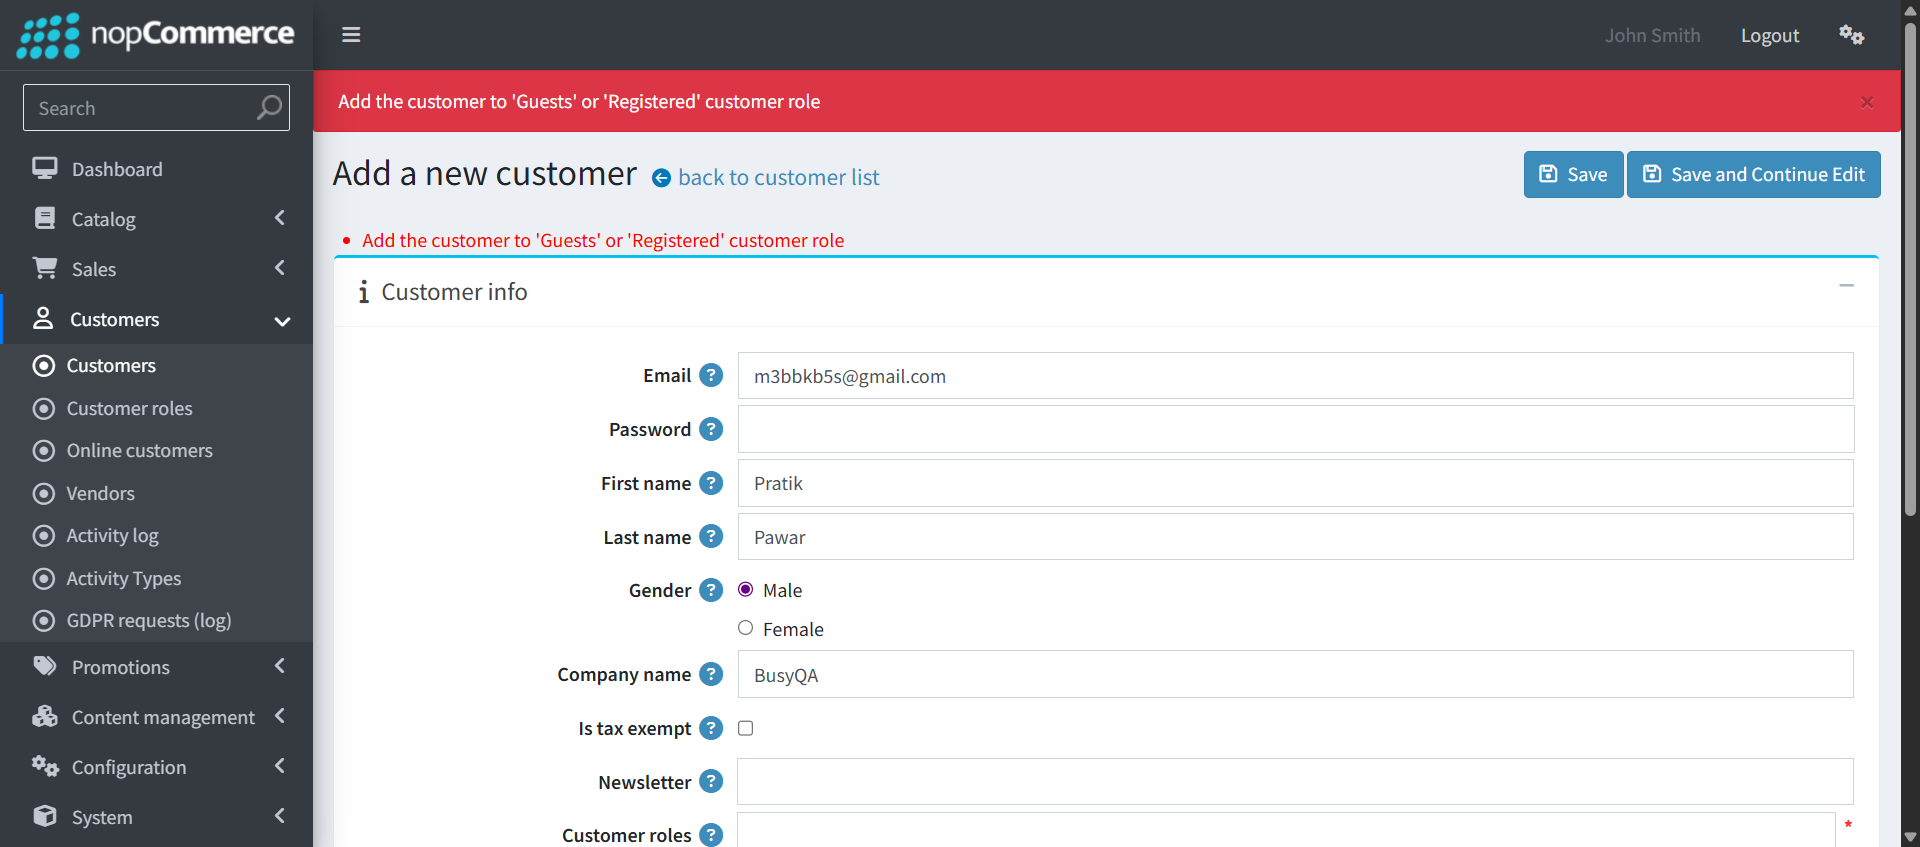 nopCommerce
John Smith
Logout
Search
Add the customer to 'Guests' or 'Registered' customer role
×
Dashboard
Catalog
Sales
Customers
Customers
Customer roles
Online customers
Vendors
Activity log
Activity Types
GDPR requests (log)
Promotions
Content management
Configuration
System
Add a new customer back to customer list
Save
Save and Continue Edit
Add the customer to 'Guests' or 'Registered' customer role
Customer info
Email ? m3bbkb5s@gmail.com
Password ?
First name ? Pratik
Last name ? Pawar
Gender ? Male
Female
Company name ? BusyQA
Is tax exempt ?
Newsletter ?
Customer roles ? *